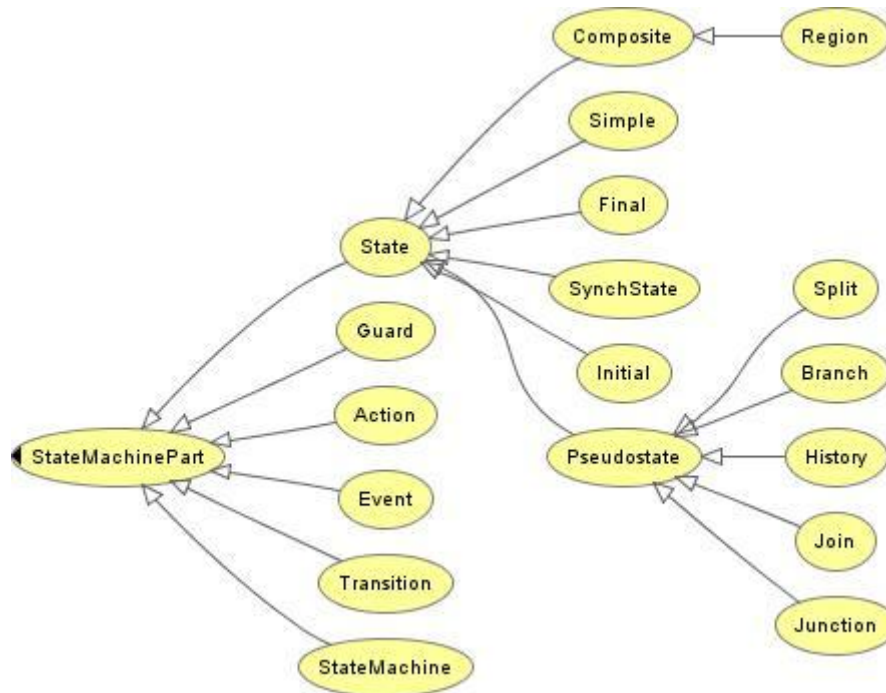 Composite
Region
Simple
Final
State
SynchState
Split
Guard
Initial
Branch
Action
StateMachinePart
Pseudostate
History
Event
Join
Transition
Junction
StateMachine